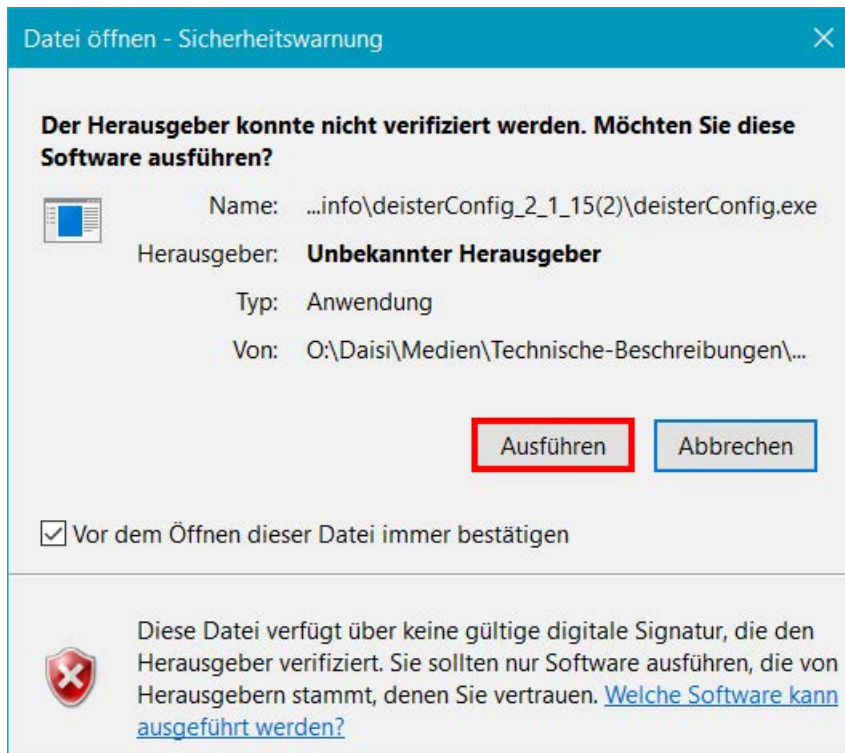 Datei öffnen - Sicherheitswarnung
Der Herausgeber konnte nicht verifiziert werden. Möchten Sie diese
Software ausführen?
Name: ...info\deisterConfig_2_1_15(2)\deisterConfig.exe
Herausgeber: Unbekannter Herausgeber
Typ: Anwendung
Von: O:\Daisi\Medien\Technische-Beschreibungen\...
Ausführen Abbrechen
Vor dem Öffnen dieser Datei immer bestätigen
Diese Datei verfügt über keine gültige digitale Signatur, die den
Herausgeber verifiziert. Sie sollten nur Software ausführen, die von
Herausgebern stammt, denen Sie vertrauen. Welche Software kann
ausgeführt werden?